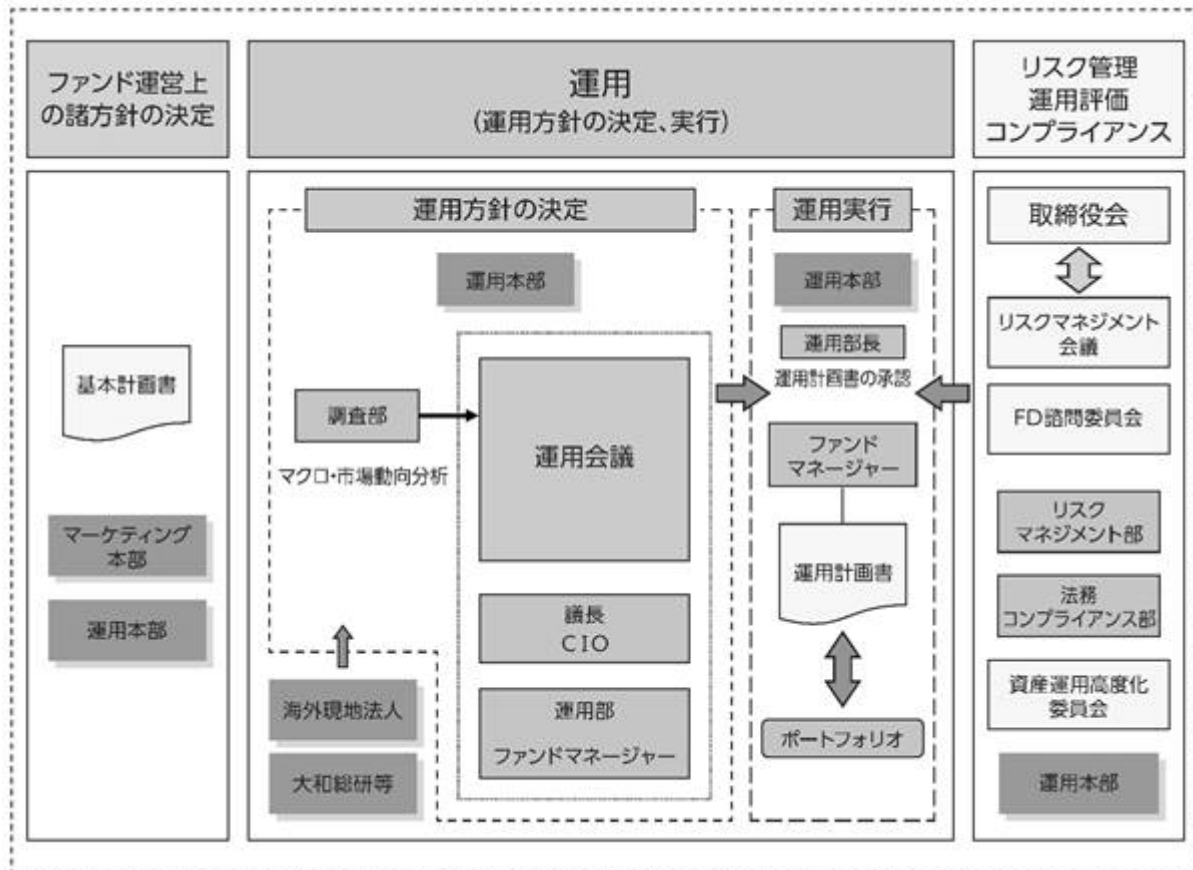 ファンド運営上
の諸方針の決定
運用
(運用方針の決定、実行)
リスク管理
運用評価
コンプライアンス
基本計画書
マーケティング
本部
運用本部
運用方針の決定
運用本部
調査部
マクロ・市場動向分析
運用会議
議長
CIO
運用部
ファンドマネージャー
海外現地法人
大和総研等
運用実行
運用本部
運用部長
運用計画書の承認
ファンド
マネージャー
運用計画書
ポートフォリオ
取締役会
リスクマネジメント
会議
FD諮問委員会
リスク
マネジメント部
法務
コンプライアンス部
資産運用高度化
委員会
運用本部